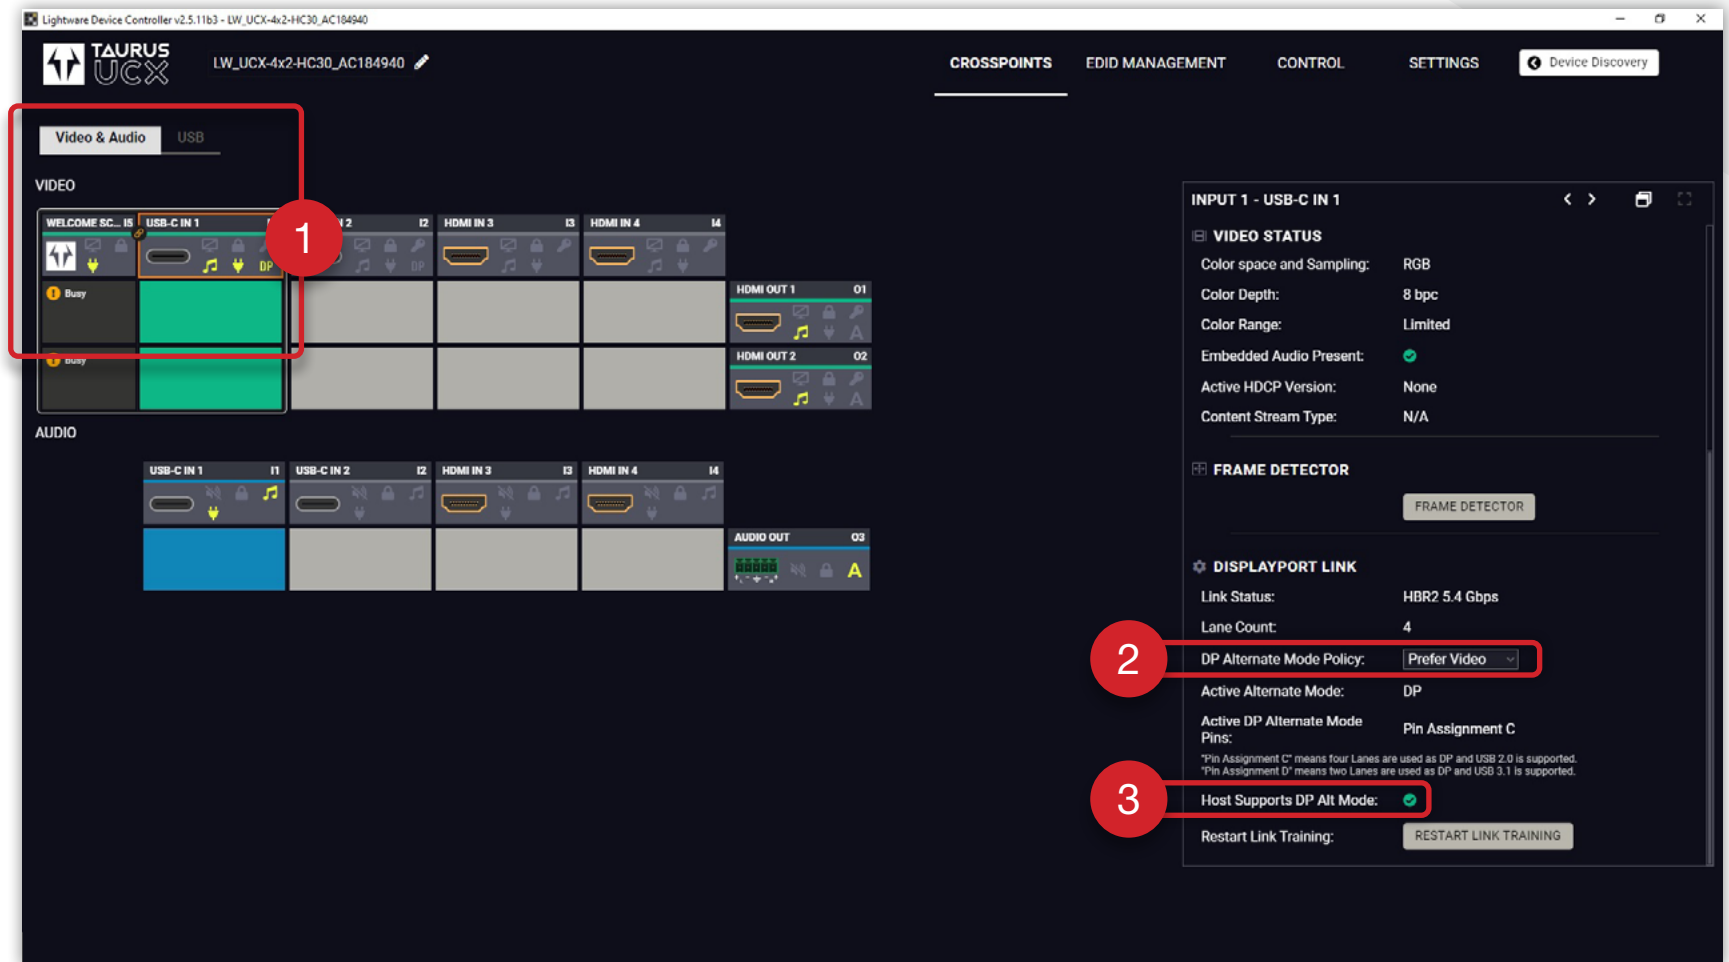 Lightware Device Controller v2.5.11b3 - LW_UCX-4x2-HC30_AC184940
TAURUS
UCX
LW_UCX-4x2-HC30_AC184940
CROSSPOINTS EDID MANAGEMENT CONTROL SETTINGS Device Discovery
Video & Audio USB
VIDEO
WELCOME SC... I5 USB-C IN 1 2 I2 HDMI IN 3 I3 HDMI IN 4 I4
DP DP
1
Busy
HDMI OUT 1 O1
A
Busy
HDMI OUT 2 O2
A
AUDIO
USB-C IN 1 I1 USB-C IN 2 I2 HDMI IN 3 I3 HDMI IN 4 I4
AUDIO OUT O3
A
INPUT 1 - USB-C IN 1
VIDEO STATUS
Color space and Sampling: RGB
Color Depth: 8 bpc
Color Range: Limited
Embedded Audio Present:
Active HDCP Version: None
Content Stream Type: N/A
FRAME DETECTOR
FRAME DETECTOR
DISPLAYPORT LINK
Link Status: HBR2 5.4 Gbps
Lane Count: 4
2
DP Alternate Mode Policy: Prefer Video
Active Alternate Mode: DP
Active DP Alternate Mode
Pins: Pin Assignment C
"Pin Assignment C" means four Lanes are used as DP and USB 2.0 is supported.
"Pin Assignment D" means two Lanes are used as DP and USB 3.1 is supported.
3
Host Supports DP Alt Mode:
Restart Link Training: RESTART LINK TRAINING